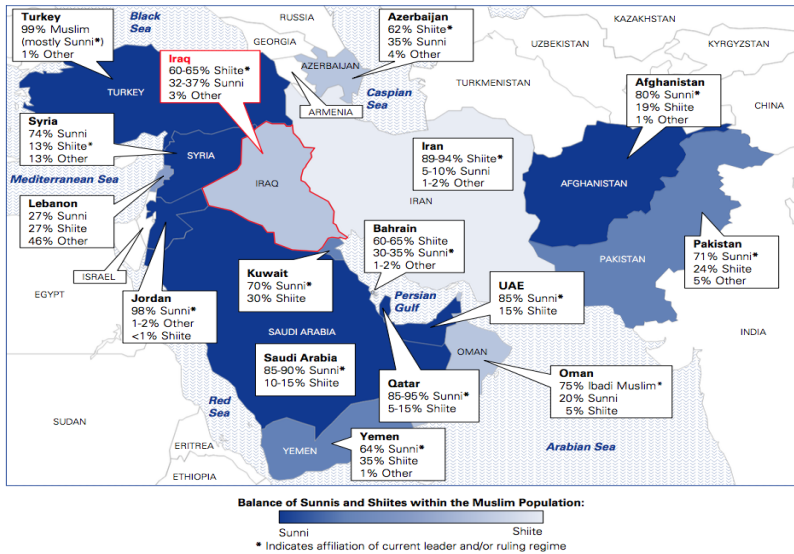 Turkey
99% Muslim
(mostly Sunni*)
1% Other
Black
Sea
RUSSIA
GEORGIA
Azerbaijan
62% Shiite*
35% Sunni
4% Other
KAZAKHSTAN
UZBEKISTAN
KYRGYZSTAN
Iraq
60-65% Shiite*
32-37% Sunni
3% Other
AZERBAIJAN
TURKEY
Caspian
Sea
TURKMENISTAN
ARMENIA
Afghanistan
80% Sunni*
19% Shiite
1% Other
CHINA
Syria
74% Sunni
13% Shiite*
13% Other
SYRIA
Iran
89-94% Shiite*
5-10% Sunni
1-2% Other
Mediterranean Sea
IRAQ
IRAN
AFGHANISTAN
Lebanon
27% Sunni
27% Shiite
46% Other
Bahrain
60-65% Shiite
30-35% Sunni*
1-2% Other
Pakistan
71% Sunni*
24% Shiite
5% Other
PAKISTAN
ISRAEL
EGYPT
Kuwait
70% Sunni*
30% Shiite
Jordan
98% Sunni*
1-2% Other
<1% Shiite
Persian
Gulf
UAE
85% Sunni*
15% Shiite
SAUDI ARABIA
INDIA
Saudi Arabia
85-90% Sunni*
10-15% Shiite
OMAN
Qatar
85-95% Sunni*
5-15% Shiite
Oman
75% Ibadi Muslim*
20% Sunni
5% Shiite
Red
Sea
SUDAN
Yemen
64% Sunni*
35% Shiite
1% Other
YEMEN
ERITREA
ETHIOPIA
Arabian Sea
Balance of Sunnis and Shiites within the Muslim Population:
Sunni
Shiite
* Indicates affiliation of current leader and/or ruling regime